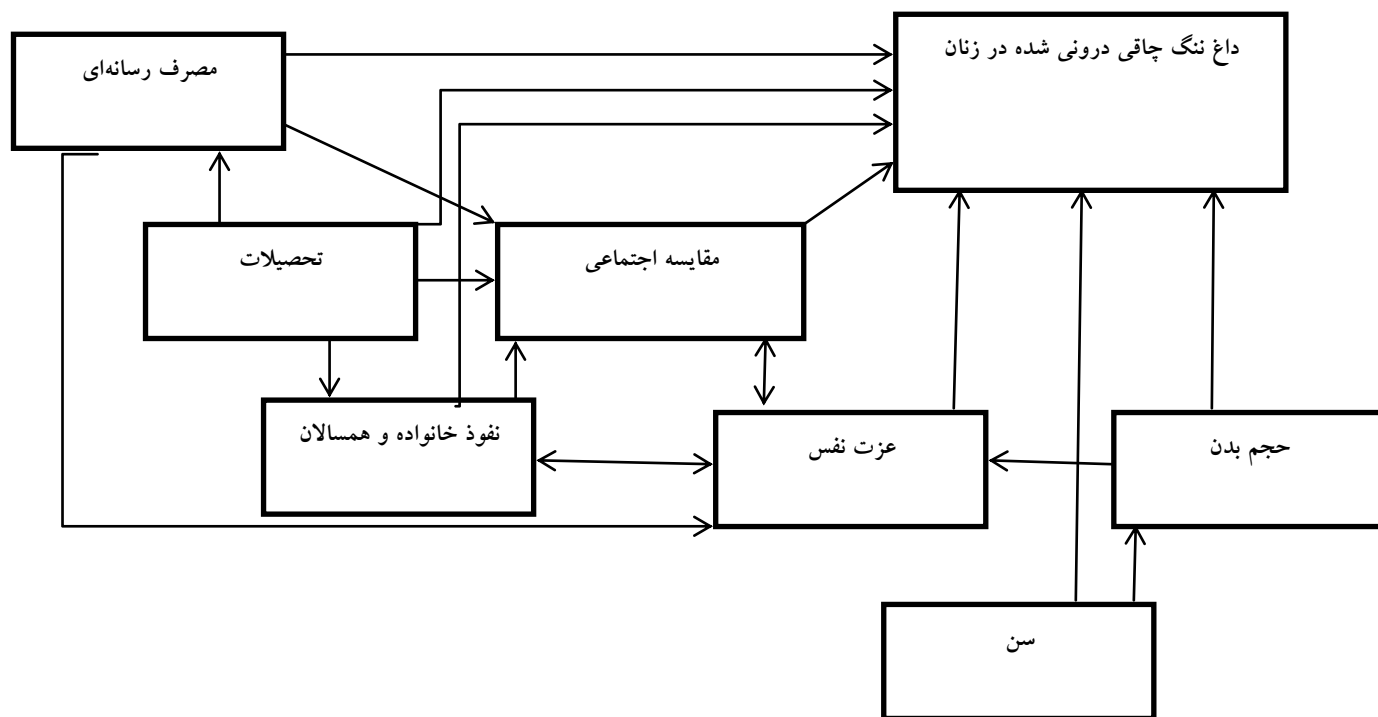 داغ ننگ چاقی درونی شده در زنان
مصرف رسانه‌ای
مقایسه اجتماعی
تحصیلات
حجم بدن
عزت نفس
نفوذ خانواده و همسالان
سن